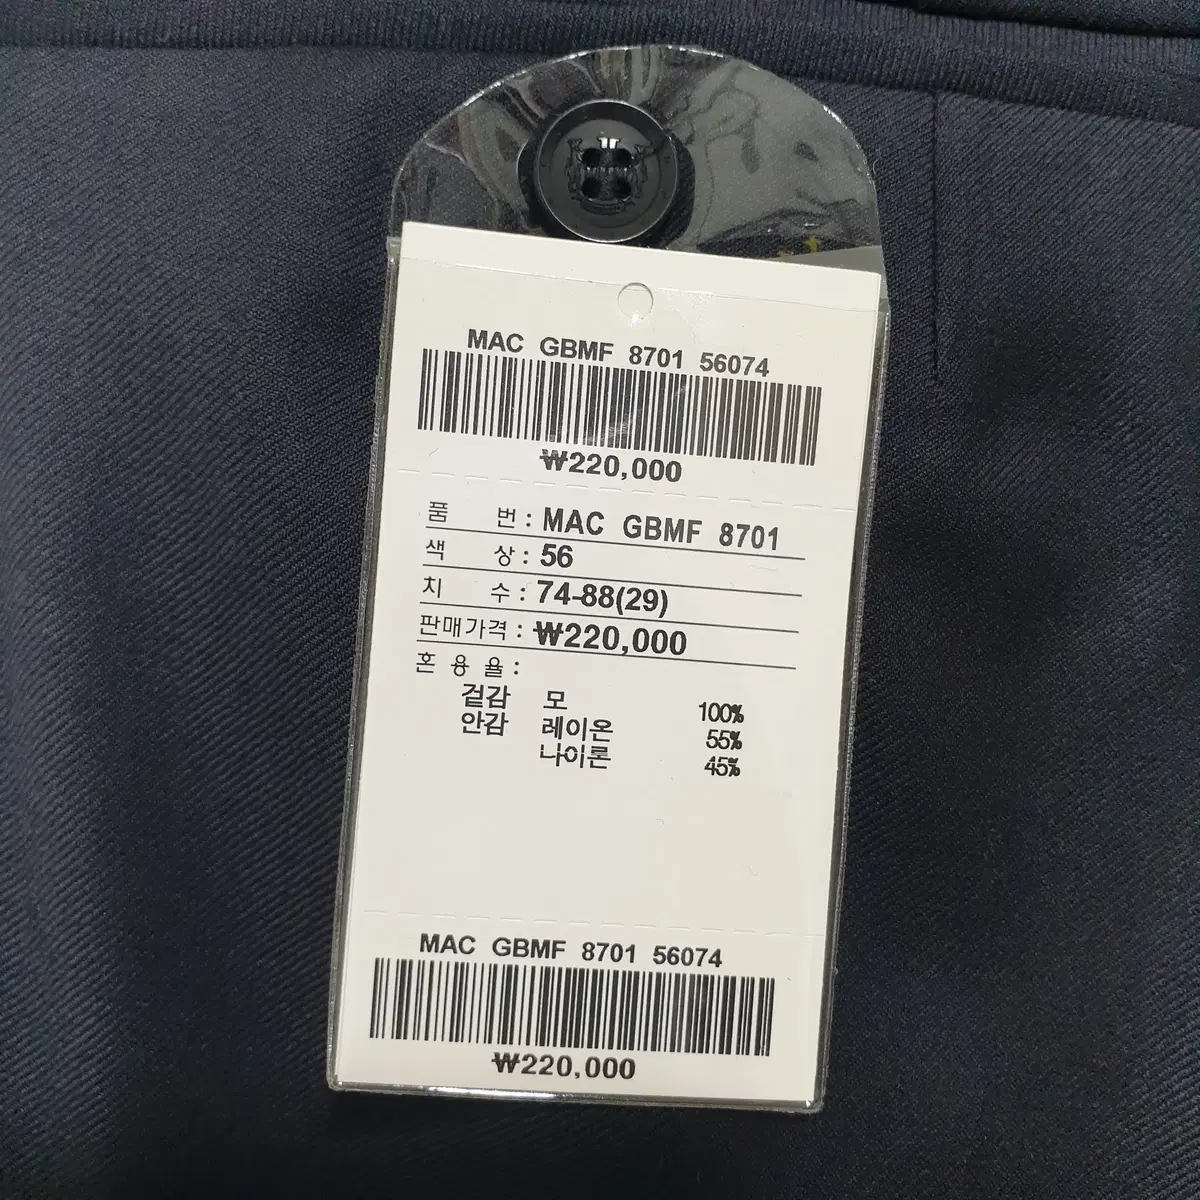 MAC GBMF 8701 56074
₩220,000
품 번 : MAC GBMF 8701
색 상 : 56
치 수 : 74-88(29)
판매가격 : ₩220,000
혼 용 율 :
겉감 모 100%
안감 레이온 55%
나이론 45%
MAC GBMF 8701 56074
₩220,000